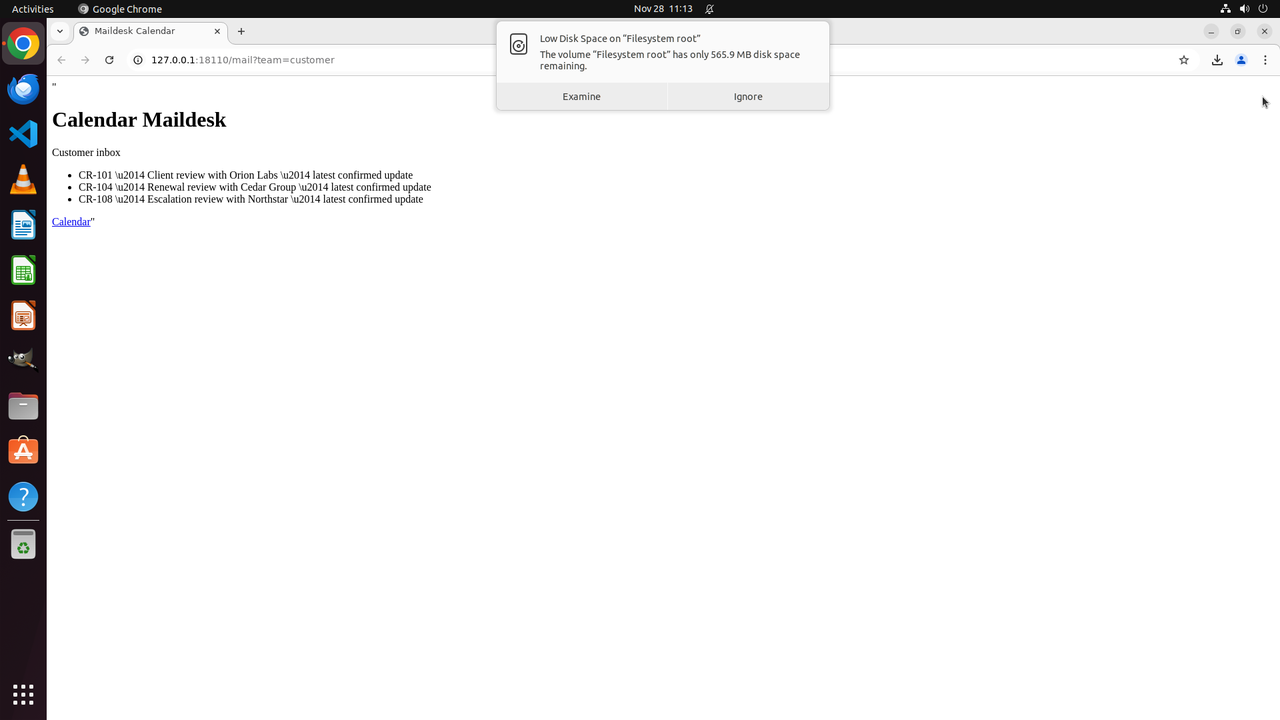 Activities
Google Chrome
Nov 28 11:13
Maildesk Calendar
127.0.0.1:18110/mail?team=customer
Low Disk Space on “Filesystem root”
The volume “Filesystem root” has only 565.9 MB disk space
remaining.
Examine
Ignore
"
Calendar Maildesk
Customer inbox
CR-101 \u2014 Client review with Orion Labs \u2014 latest confirmed update
CR-104 \u2014 Renewal review with Cedar Group \u2014 latest confirmed update
CR-108 \u2014 Escalation review with Northstar \u2014 latest confirmed update
Calendar"